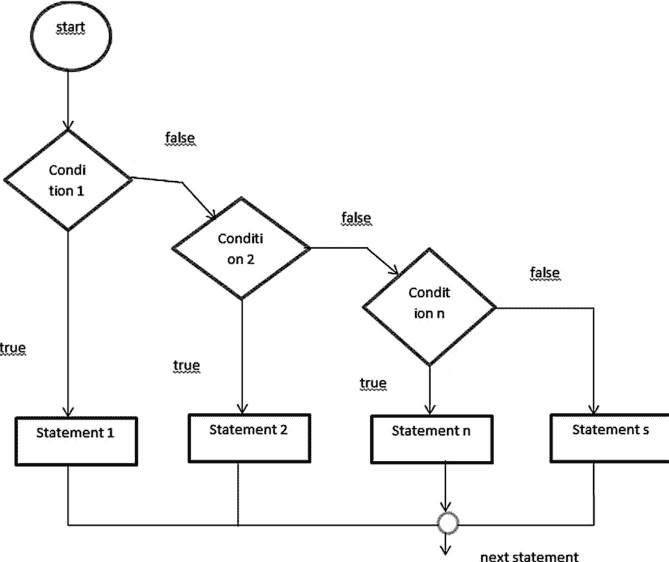 start
false
Condi
tion 1
false
Conditi
on 2
false
Condit
ion n
true
true
true
Statement 1
Statement 2
Statement n
Statement s
next statement